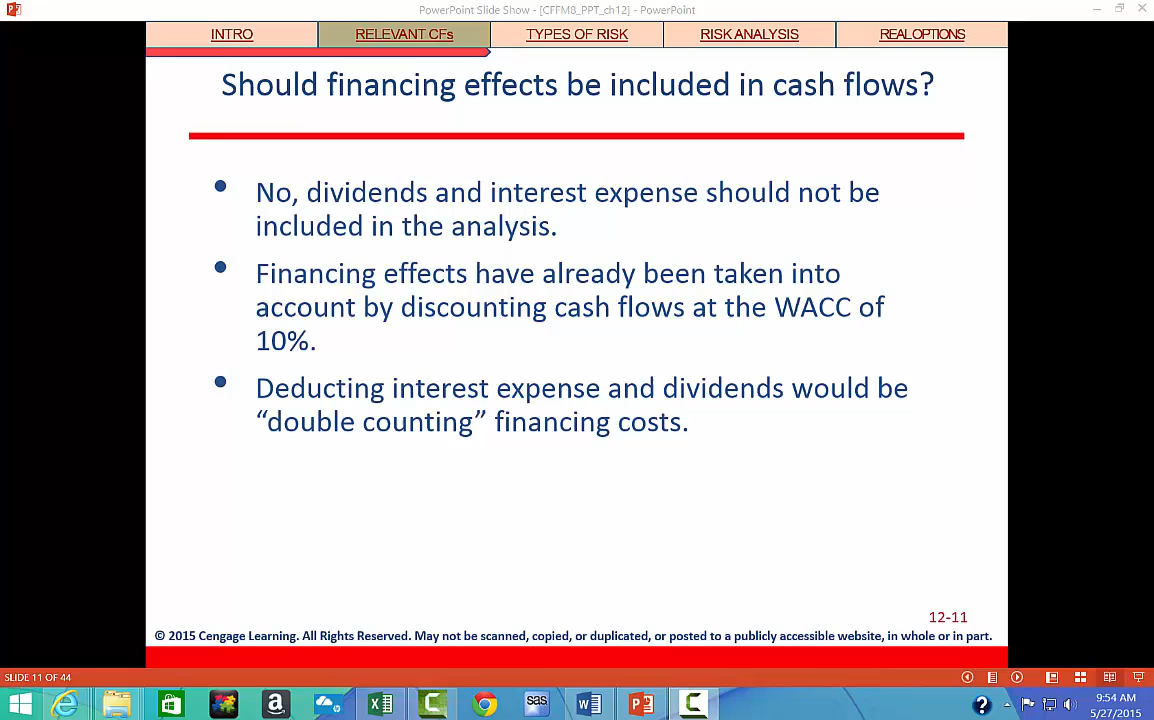 PowerPoint Slide Show - [CFFM8_PPT_ch12] - PowerPoint
INTRO
RELEVANT CFs
TYPES OF RISK
RISK ANALYSIS
REALOPTIONS
Should financing effects be included in cash flows?
• No, dividends and interest expense should not be
included in the analysis.
• Financing effects have already been taken into
account by discounting cash flows at the WACC of
10%.
• Deducting interest expense and dividends would be
“double counting” financing costs.
12-11
© 2015 Cengage Learning. All Rights Reserved. May not be scanned, copied, or duplicated, or posted to a publicly accessible website, in whole or in part.
SLIDE 11 OF 44
9:54 AM
5/27/2015